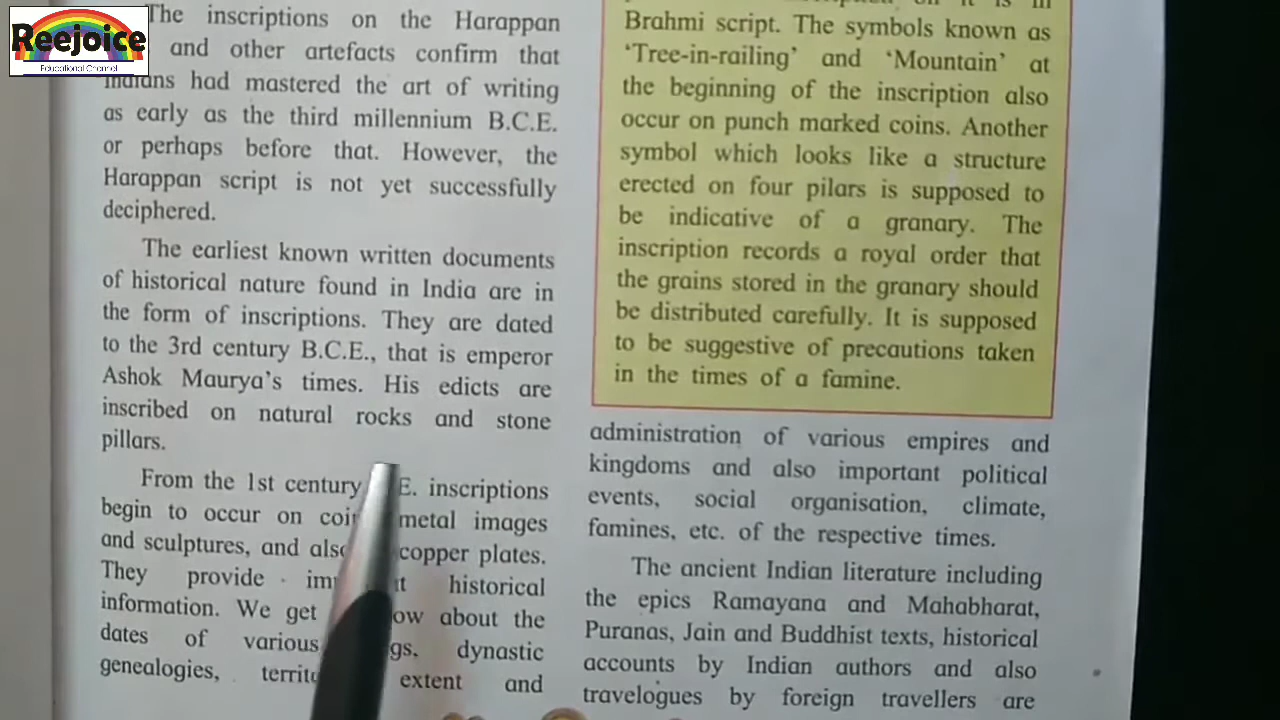 Reejoice
Educational Channel
The inscriptions on the Harappan
and other artefacts confirm that
Indians had mastered the art of writing
as early as the third millennium B.C.E.
or perhaps before that. However, the
Harappan script is not yet successfully
deciphered.
The earliest known written documents
of historical nature found in India are in
the form of inscriptions. They are dated
to the 3rd century B.C.E., that is emperor
Ashok Maurya's times. His edicts are
inscribed on natural rocks and stone
pillars.
From the 1st century inscriptions
begin to occur on metal images
and sculptures, and also copper plates.
They provide historical
information. We get about the
dates of various dynastic
genealogies, extent and
it is in
Brahmi script. The symbols known as
'Tree-in-railing' and 'Mountain' at
the beginning of the inscription also
occur on punch marked coins. Another
symbol which looks like a structure
erected on four pilars is supposed to
be indicative of a granary. The
inscription records a royal order that
the grains stored in the granary should
be distributed carefully. It is supposed
to be suggestive of precautions taken
in the times of a famine.
administration of various empires and
kingdoms and also important political
events, social organisation, climate,
famines, etc. of the respective times.
The ancient Indian literature including
the epics Ramayana and Mahabharat,
Puranas, Jain and Buddhist texts, historical
accounts by Indian authors and also
travelogues by foreign travellers are